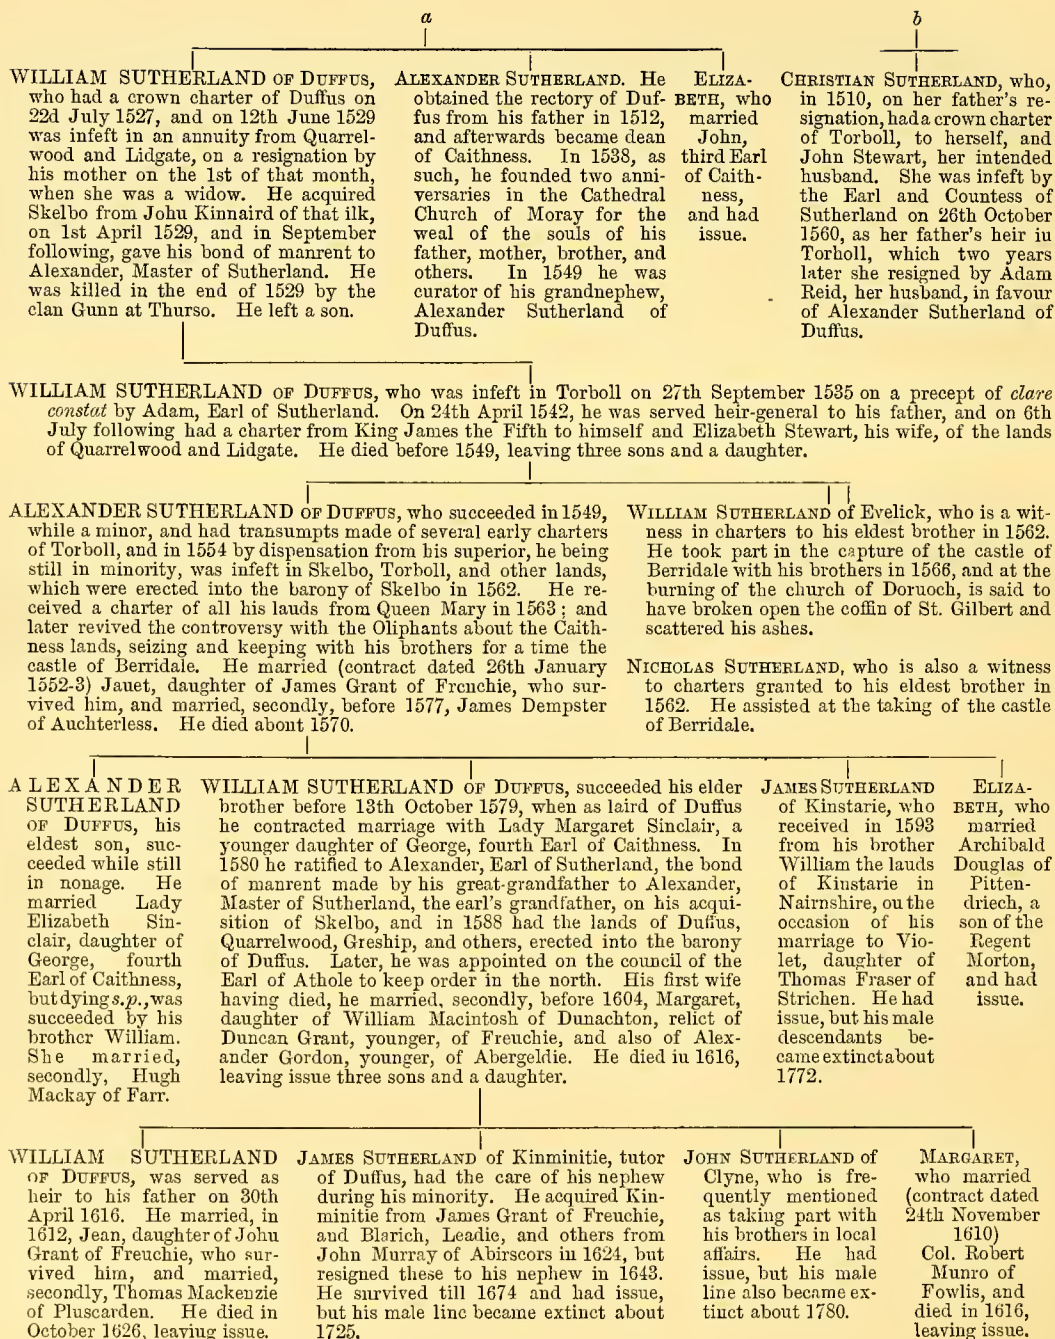 a
b
WILLIAM SUTHERLAND OF DUFFUS,
who had a crown charter of Duffus on
22d July 1527, and on 12th June 1529
was infeft in an annuity from Quarrel-
wood and Lidgate, on a resignation by
his mother on the 1st of that month,
when she was a widow. He acquired
Skelbo from John Kinnaird of that ilk,
on 1st April 1529, and in September
following, gave his bond of manrent to
Alexander, Master of Sutherland. He
was killed in the end of 1529 by the
clan Gunn at Thurso. He left a son.
ALEXANDER SUTHERLAND. He
obtained the rectory of Duf-
fus from his father in 1512,
and afterwards became dean
of Caithness. In 1538, as
such, he founded two anni-
versaries in the Cathedral
Church of Moray for the
weal of the souls of his
father, mother, brother, and
others. In 1549 he was
curator of his grandnephew,
Alexander Sutherland of
Duffus.
ELIZA-
BETH, who
married
John,
third Earl
of Caith-
ness,
and had
issue.
CHRISTIAN SUTHERLAND, who,
in 1510, on her father's re-
signation, had a crown charter
of Torboll, to herself, and
John Stewart, her intended
husband. She was infeft by
the Earl and Countess of
Sutherland on 26th October
1560, as her father's heir in
Torboll, which two years
later she resigned by Adam
Reid, her husband, in favour
of Alexander Sutherland of
Duffus.
WILLIAM SUTHERLAND OF DUFFUS, who was infeft in Torboll on 27th September 1535 on a precept of clare
constat by Adam, Earl of Sutherland. On 24th April 1542, he was served heir-general to his father, and on 6th
July following had a charter from King James the Fifth to himself and Elizabeth Stewart, his wife, of the lands
of Quarrelwood and Lidgate. He died before 1549, leaving three sons and a daughter.
ALEXANDER SUTHERLAND OF DUFFUS, who succeeded in 1549,
while a minor, and had transumpts made of several early charters
of Torboll, and in 1554 by dispensation from his superior, he being
still in minority, was infeft in Skelbo, Torboll, and other lands,
which were erected into the barony of Skelbo in 1562. He re-
ceived a charter of all his lands from Queen Mary in 1563; and
later revived the controversy with the Oliphants about the Caith-
ness lands, seizing and keeping with his brothers for a time the
castle of Berridale. He married (contract dated 26th January
1552-3) Janet, daughter of James Grant of Freuchie, who sur-
vived him, and married, secondly, before 1577, James Dempster
of Auchterless. He died about 1570.
WILLIAM SUTHERLAND of Evelick, who is a wit-
ness in charters to his eldest brother in 1562.
He took part in the capture of the castle of
Berridale with his brothers in 1566, and at the
burning of the church of Dornoch, is said to
have broken open the coffin of St. Gilbert and
scattered his ashes.
NICHOLAS SUTHERLAND, who is also a witness
to charters granted to his eldest brother in
1562. He assisted at the taking of the castle
of Berridale.
ALEXANDER
SUTHERLAND
OF DUFFUS, his
eldest son, suc-
ceeded while still
in nonage. He
married Lady
Elizabeth Sin-
clair, daughter of
George, fourth
Earl of Caithness,
but dying s.p., was
succeeded by his
brother William.
She married,
secondly, Hugh
Mackay of Farr.
WILLIAM SUTHERLAND OF DUFFUS, succeeded his elder
brother before 13th October 1579, when as laird of Duffus
he contracted marriage with Lady Margaret Sinclair, a
younger daughter of George, fourth Earl of Caithness. In
1580 he ratified to Alexander, Earl of Sutherland, the bond
of manrent made by his great-grandfather to Alexander,
Master of Sutherland, the earl's grandfather, on his acqui-
sition of Skelbo, and in 1588 had the lands of Duffus,
Quarrelwood, Greship, and others, erected into the barony
of Duffus. Later, he was appointed on the council of the
Earl of Athole to keep order in the north. His first wife
having died, he married, secondly, before 1604, Margaret,
daughter of William Macintosh of Dunachton, relict of
Duncan Grant, younger, of Freuchie, and also of Alex-
ander Gordon, younger, of Abergeldie. He died in 1616,
leaving issue three sons and a daughter.
JAMES SUTHERLAND
of Kinstarie, who
received in 1593
from his brother
William the lands
of Kinstarie in
Nairnshire, on the
occasion of his
marriage to Vio-
let, daughter of
Thomas Fraser of
Strichen. He had
issue, but his male
descendants be-
came extinct about
1772.
ELIZA-
BETH, who
married
Archibald
Douglas of
Pitten-
driech, a
son of the
Regent
Morton,
and had
issue.
WILLIAM SUTHERLAND
OF DUFFUS, was served as
heir to his father on 30th
April 1616. He married, in
1612, Jean, daughter of John
Grant of Freuchie, who sur-
vived him, and married,
secondly, Thomas Mackenzie
of Pluscarden. He died in
October 1626, leaving issue.
JAMES SUTHERLAND of Kinminitie, tutor
of Duffus, had the care of his nephew
during his minority. He acquired Kin-
minitie from James Grant of Freuchie,
and Blarich, Leadie, and others from
John Murray of Abirscors in 1624, but
resigned these to his nephew in 1643.
He survived till 1674 and had issue,
but his male line became extinct about
1725.
JOHN SUTHERLAND of
Clyne, who is fre-
quently mentioned
as taking part with
his brothers in local
affairs. He had
issue, but his male
line also became ex-
tinct about 1780.
MARGARET,
who married
(contract dated
24th November
1610)
Col. Robert
Munro of
Fowlis, and
died in 1616,
leaving issue.